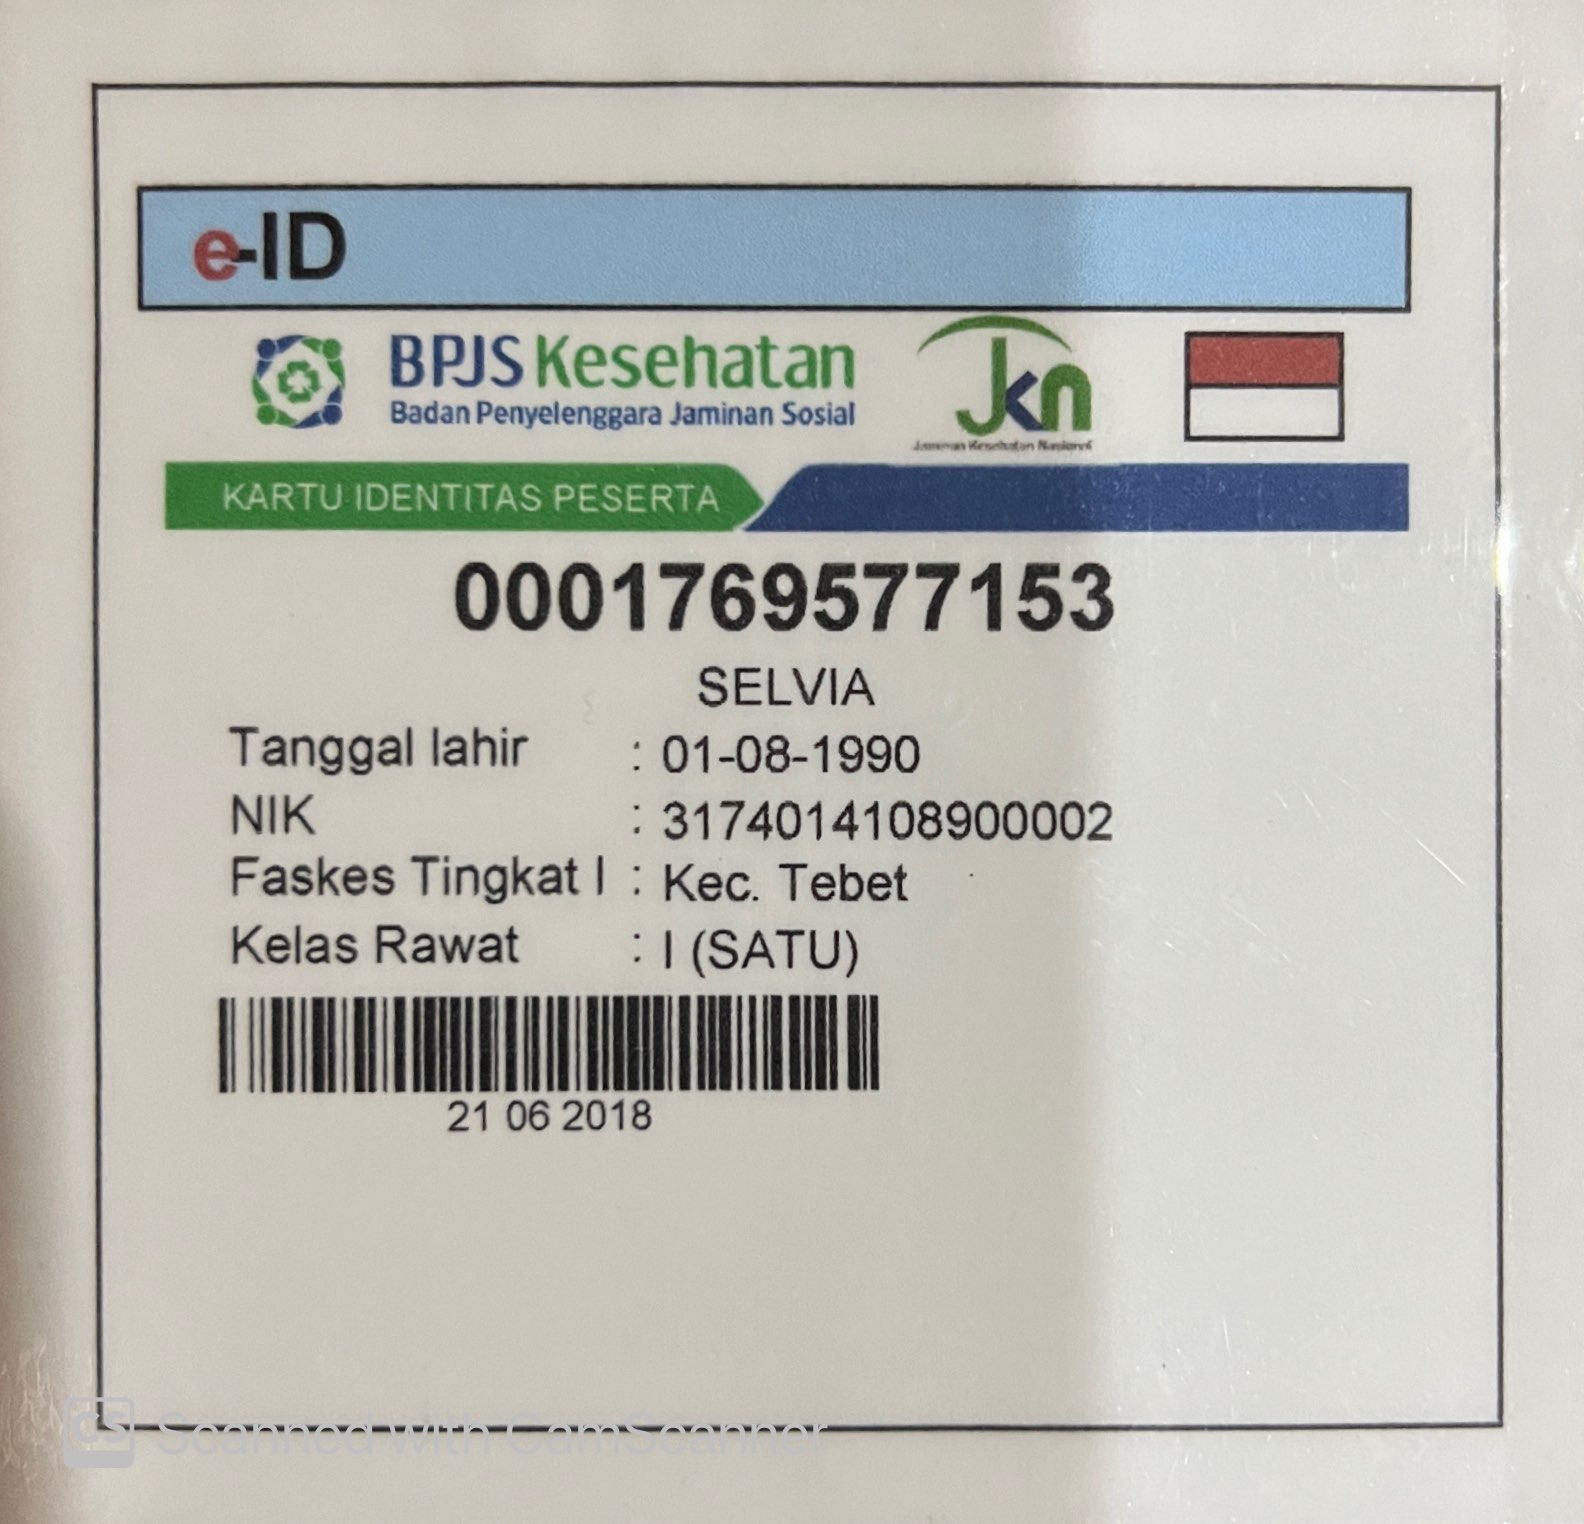 e-ID
BPJS Kesehatan
Badan Penyelenggara Jaminan Sosial
Jkn
Jaminan Kesehatan Nasional
KARTU IDENTITAS PESERTA
0001769577153
SELVIA
Tanggal lahir : 01-08-1990
NIK : 3174014108900002
Faskes Tingkat I : Kec. Tebet
Kelas Rawat : I (SATU)
21 06 2018
CS Scanned with CamScanner